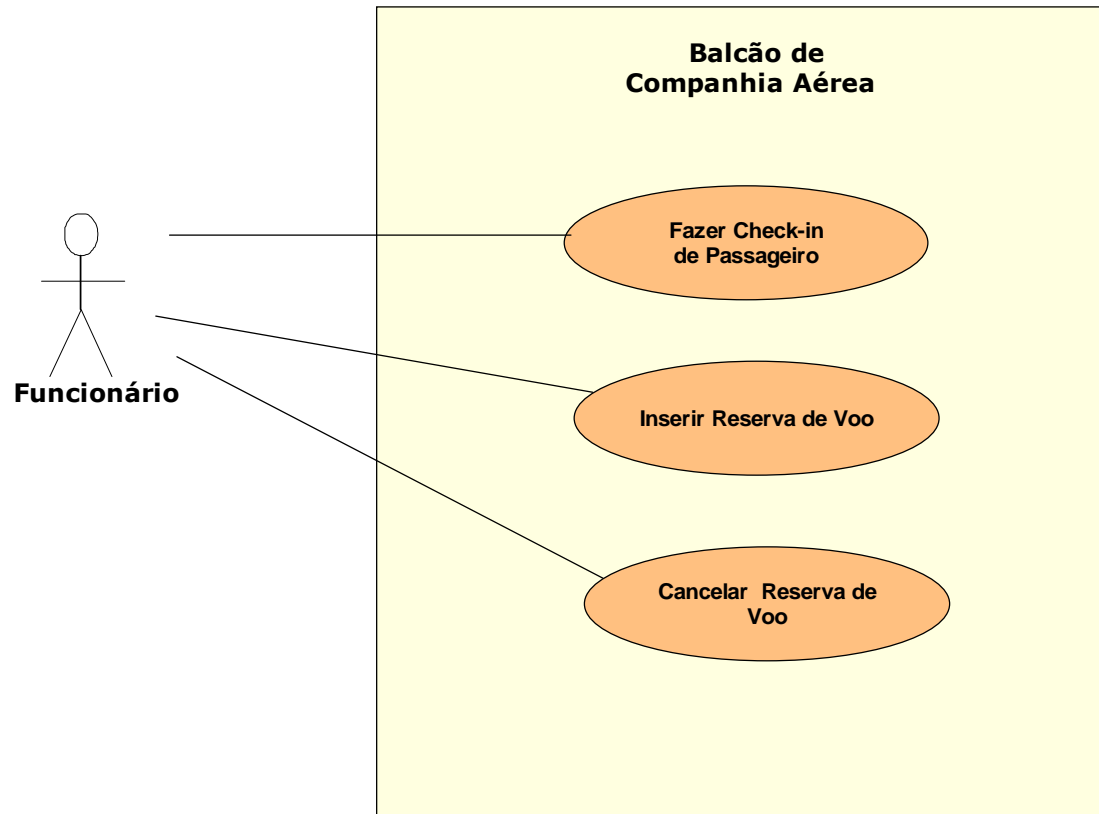 Balcão de
Companhia Aérea
Fazer Check-in
de Passageiro
Funcionário
Inserir Reserva de Voo
Cancelar  Reserva de
Voo